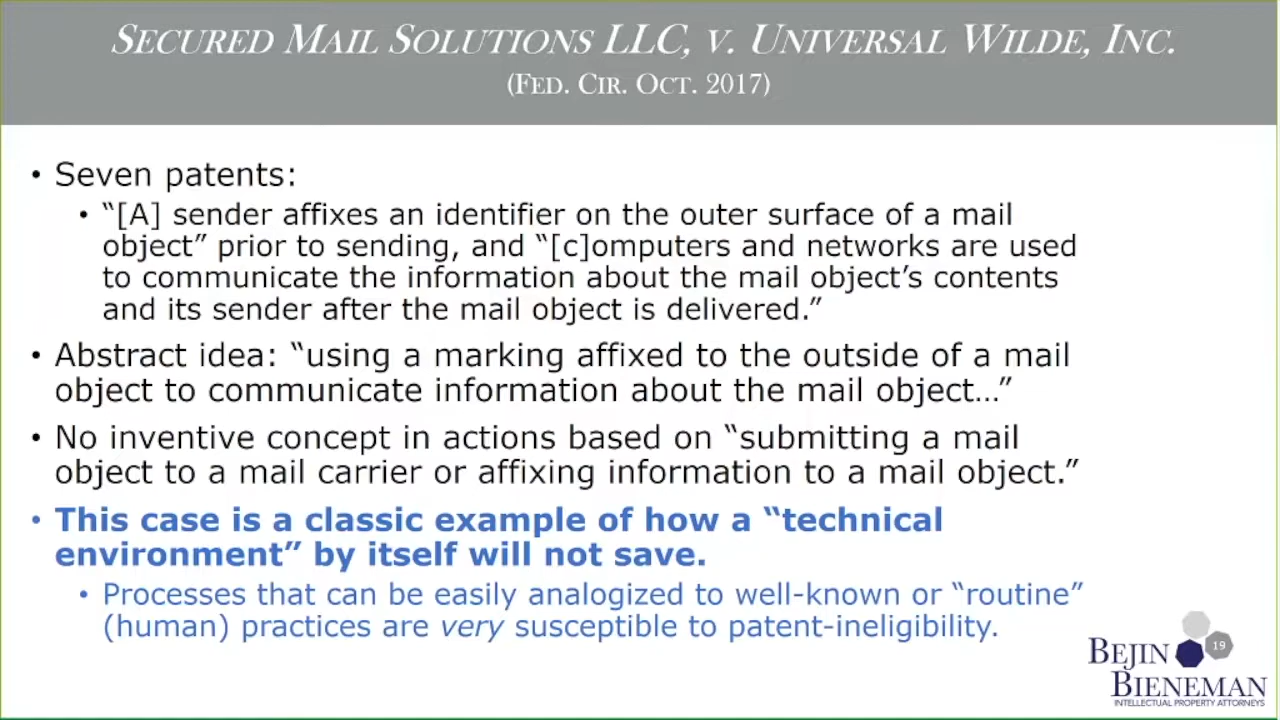 SECURED MAIL SOLUTIONS LLC, V. UNIVERSAL WILDE, INC.
(FED. CIR. OCT. 2017)
• Seven patents:
• “[A] sender affixes an identifier on the outer surface of a mail
object” prior to sending, and “[c]omputers and networks are used
to communicate the information about the mail object’s contents
and its sender after the mail object is delivered.”
• Abstract idea: “using a marking affixed to the outside of a mail
object to communicate information about the mail object…”
• No inventive concept in actions based on “submitting a mail
object to a mail carrier or affixing information to a mail object.”
• This case is a classic example of how a “technical
environment” by itself will not save.
• Processes that can be easily analogized to well-known or “routine”
(human) practices are very susceptible to patent-ineligibility.
19
BEJIN
BIENEMAN
INTELLECTUAL PROPERTY ATTORNEYS